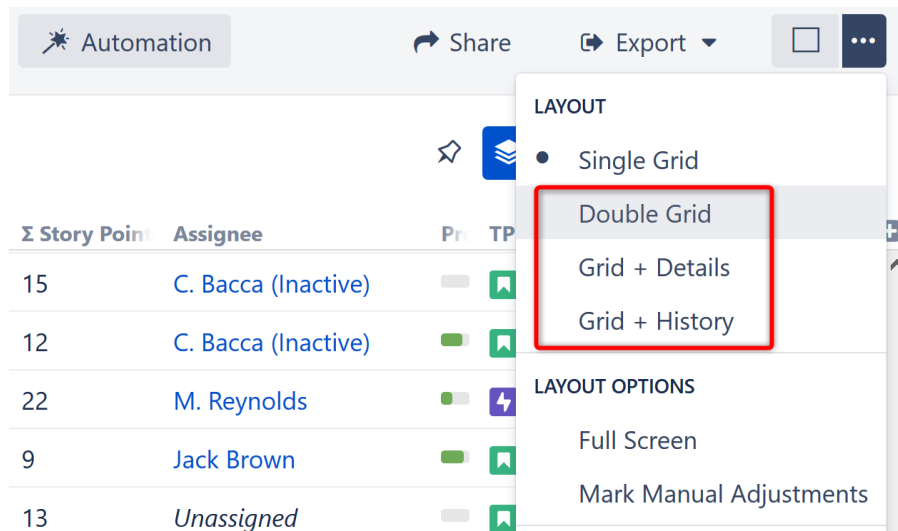 Automation
Share
Export
LAYOUT
Single Grid
Double Grid
Grid + Details
Grid + History
LAYOUT OPTIONS
Full Screen
Mark Manual Adjustments
Σ Story Point Assignee Pro TP
15 C. Bacca (Inactive)
12 C. Bacca (Inactive)
22 M. Reynolds
9 Jack Brown
13 Unassigned